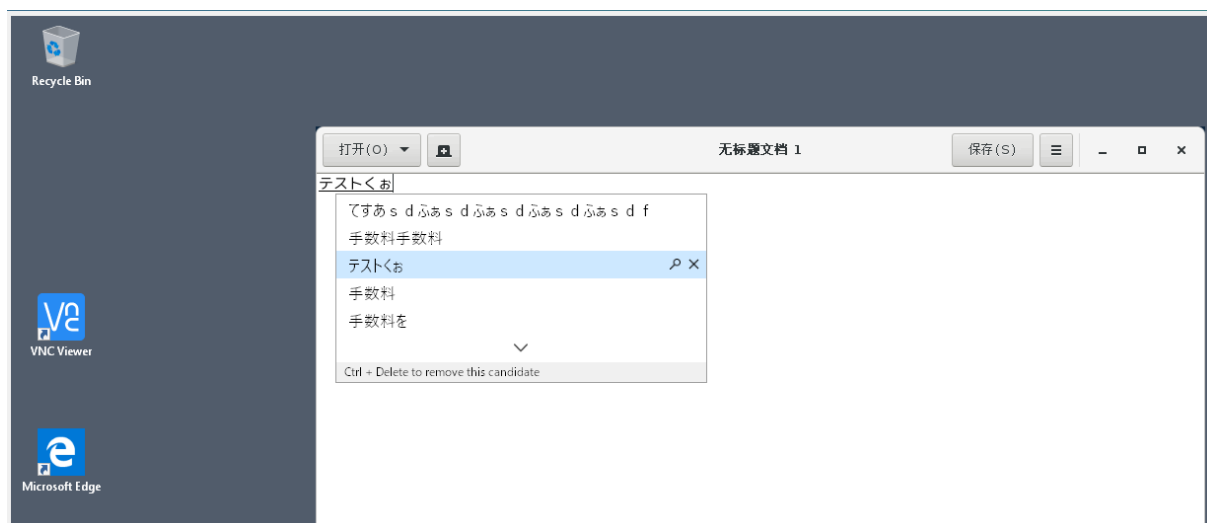 Recycle Bin
打开(O)
无标题文档 1
保存(S)
テストくぉ
てすあｓｄふぁｓｄふぁｓｄふぁｓｄふぁｓｄｆ
手数料手数料
テストくぉ
手数料
手数料を
Ctrl + Delete to remove this candidate
VNC Viewer
Microsoft Edge